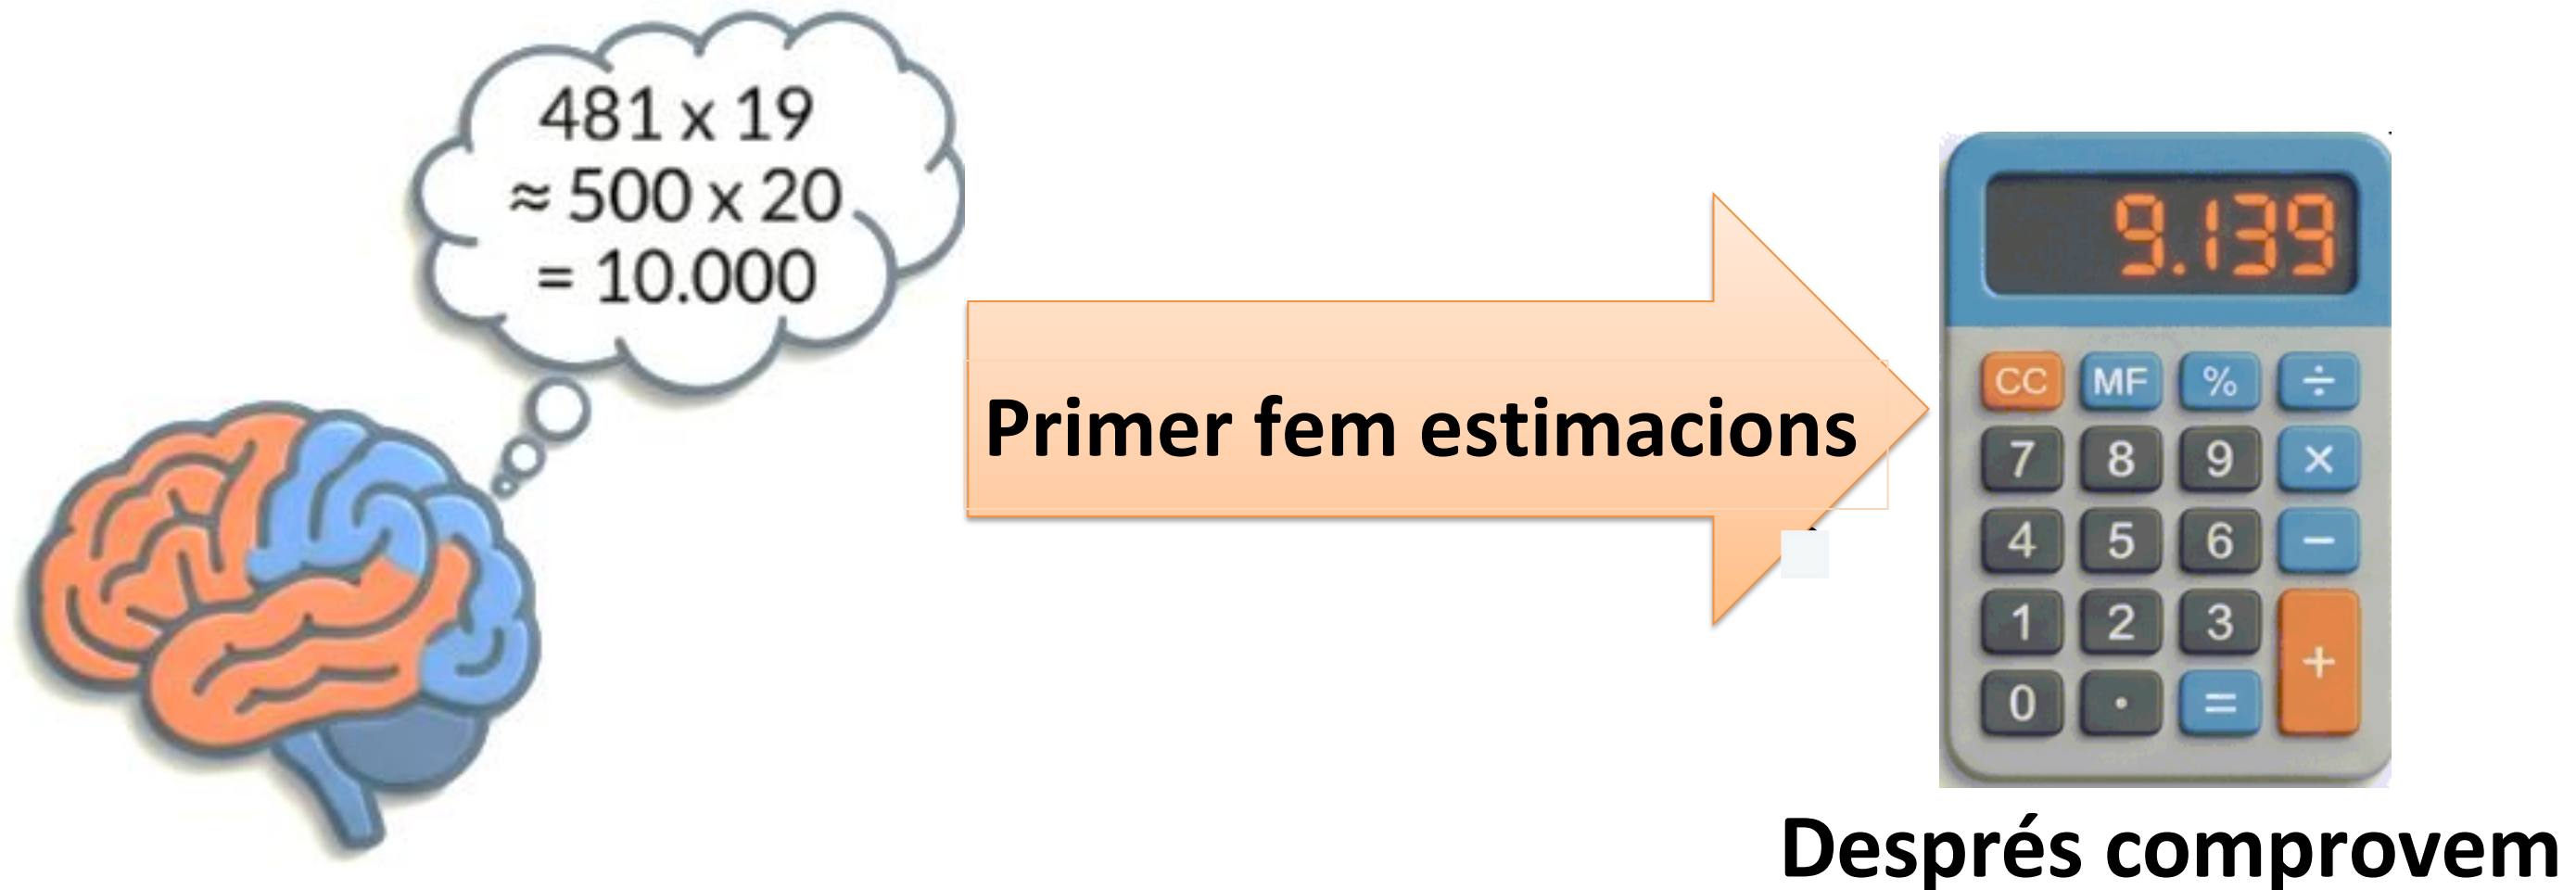 481 x 19
≈ 500 x 20
= 10.000
Primer fem estimacions
9.139
CC MF % ÷
7 8 9 ×
4 5 6 −
1 2 3 +
0 . =
Després comprovem